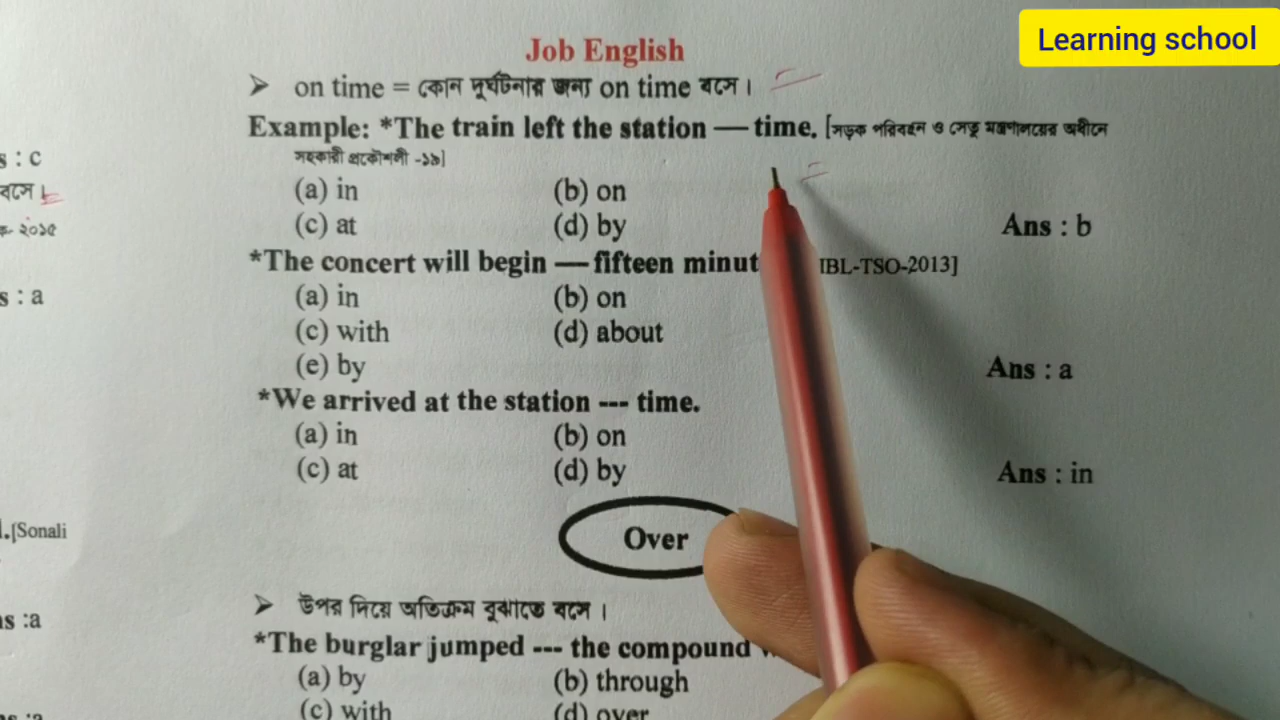 Learning school
Job English
➤ on time = কোন দুর্ঘটনার জন্য on time বসে।
Example: *The train left the station — time. [সড়ক পরিবহন ও সেতু মন্ত্রণালয়ের অধীনে
সহকারী প্রকৌশলী -১৯]
s : c
(a) in (b) on
বসে।
(c) at (d) by Ans : b
২০১৫
*The concert will begin — fifteen IBL-TSO-2013]
s : a
(a) in (b) on
(c) with (d) about
(e) by Ans : a
*We arrived at the station --- time.
(a) in (b) on
(c) at (d) by Ans : in
[Sonali
Over
➤ উপর দিয়ে অতিক্রম বুঝাতে বসে।
s :a
*The burglar jumped --- the compound
(a) by (b) through
(c) with (d) over